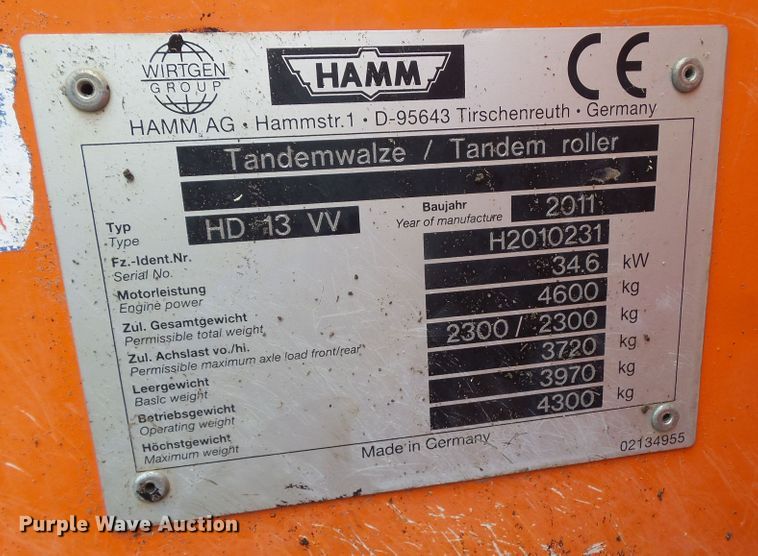 WIRTGEN
GROUP
HAMM
CE
HAMM AG · Hammstr.1 · D-95643 Tirschenreuth · Germany
Tandemwalze / Tandem roller
Typ
Type
HD 13 VV
Baujahr
Year of manufacture
2011
Fz.-Ident.Nr.
Serial No.
H2010231
Motorleistung
Engine power
34.6 kW
Zul. Gesamtgewicht
Permissible total weight
4600 kg
Zul. Achslast vo./hi.
Permissible maximum axle load front/rear
2300 / 2300 kg
Leergewicht
Basic weight
3720 kg
Betriebsgewicht
Operating weight
3970 kg
Höchstgewicht
Maximum weight
4300 kg
Made in Germany
02134955
Purple Wave Auction